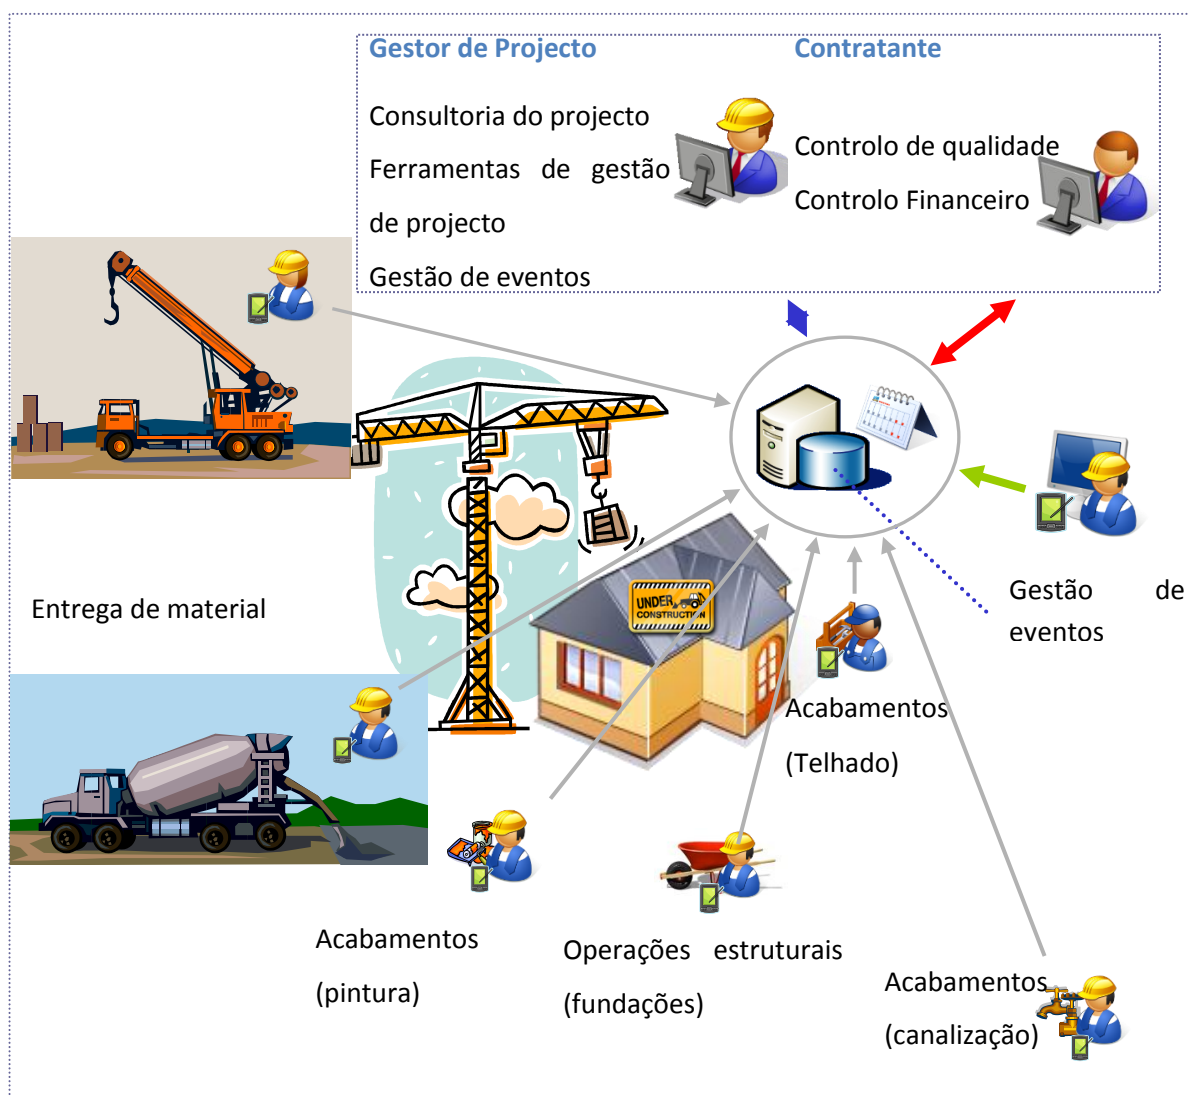 Gestor de Projecto
Contratante
Consultoria do projecto
Ferramentas de gestão
de projecto
Gestão de eventos
Controlo de qualidade
Controlo Financeiro
Entrega de material
UNDER
CONSTRUCTION
Gestão de
eventos
Acabamentos
(Telhado)
Acabamentos
(pintura)
Operações estruturais
(fundações)
Acabamentos
(canalização)